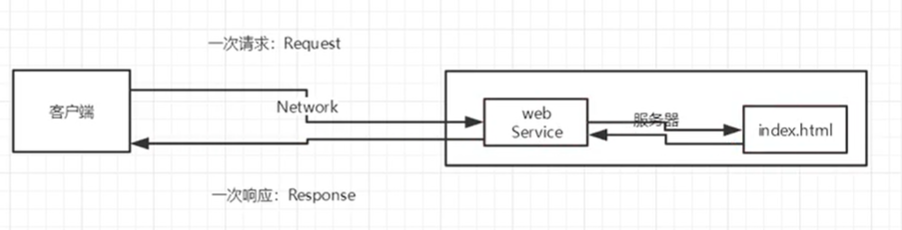 一次请求：Request
客户端
Network
web
Service
服务器
index.html
一次响应：Response